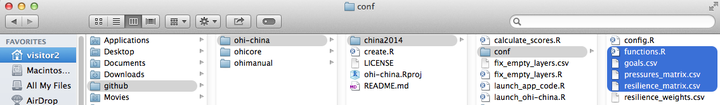 conf
FAVORITES
visitor2
Macintos...
All My Files
AirDrop
Applications
Desktop
Documents
Downloads
github
Movies
ohi-china
ohicore
ohimanual
china2014
create.R
LICENSE
ohi-china.Rproj
README.md
calculate_scores.R
conf
fix_empty_layers.csv
fix_empty_layers.R
launch_app_code.R
launch_ohi-china.R
config.R
functions.R
goals.csv
pressures_matrix.csv
resilience_matrix.csv
resilience_weights.csv